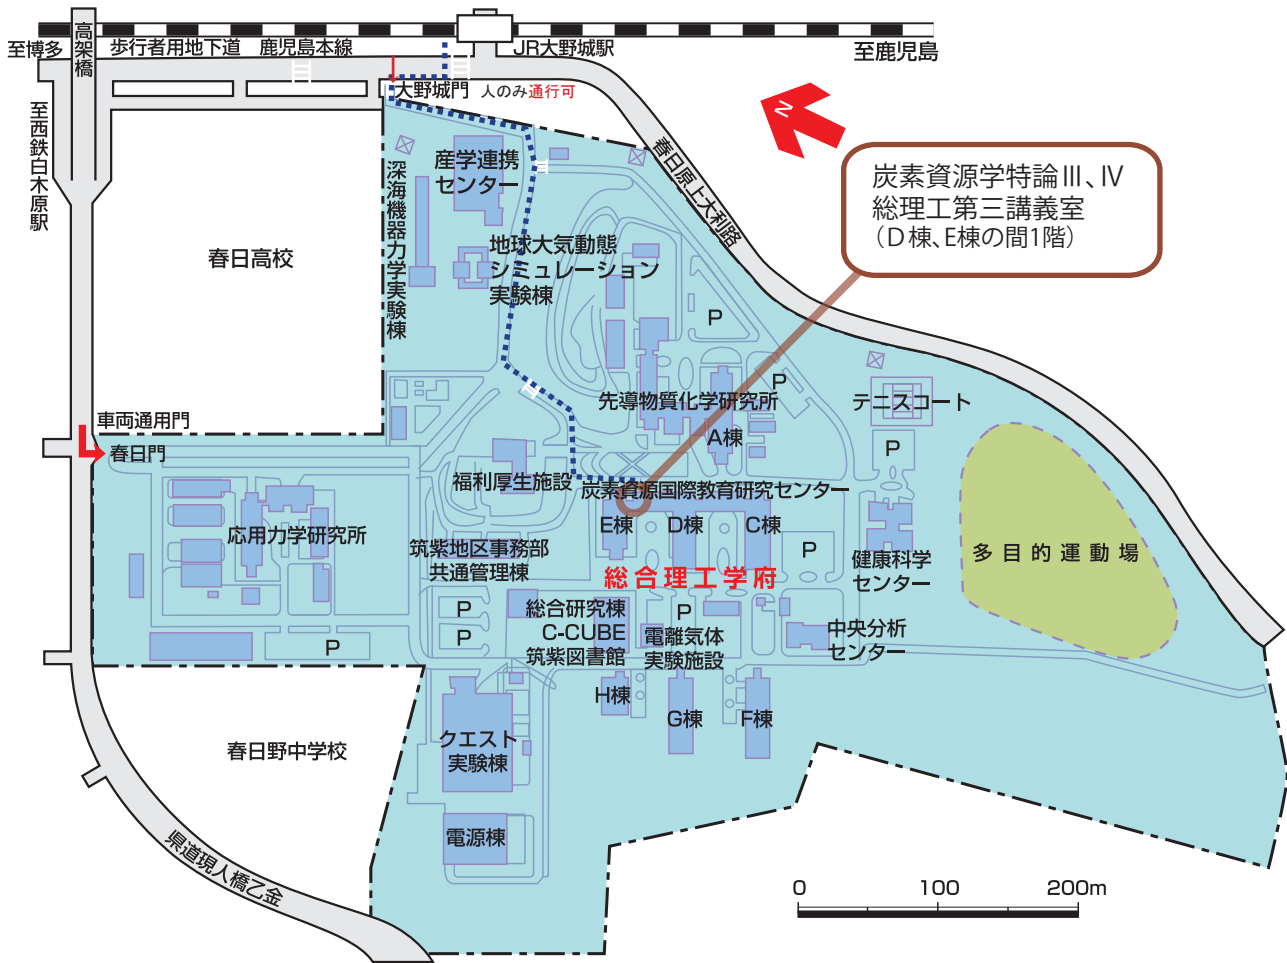 高架橋
至博多
歩行者用地下道
鹿児島本線
JR大野城駅
至鹿児島
大野城門
人のみ通行可
至西鉄白木原駅
N
春日原上大利路
炭素資源学特論Ⅲ、Ⅳ
総理工第三講義室
（D棟、E棟の間1階）
産学連携
センター
深海機器力学実験棟
春日高校
地球大気動態
シミュレーション
実験棟
P
P
先導物質化学研究所
A棟
テニスコート
P
車両通用門
春日門
福利厚生施設
炭素資源国際教育研究センター
E棟
D棟
C棟
応用力学研究所
筑紫地区事務部
共通管理棟
P
健康科学
センター
多目的運動場
総合理工学府
P
P
P
総合研究棟
C-CUBE
筑紫図書館
P
電離気体
実験施設
中央分析
センター
H棟
G棟
F棟
クエスト
実験棟
春日野中学校
電源棟
県道現人橋乙金
0 100 200m